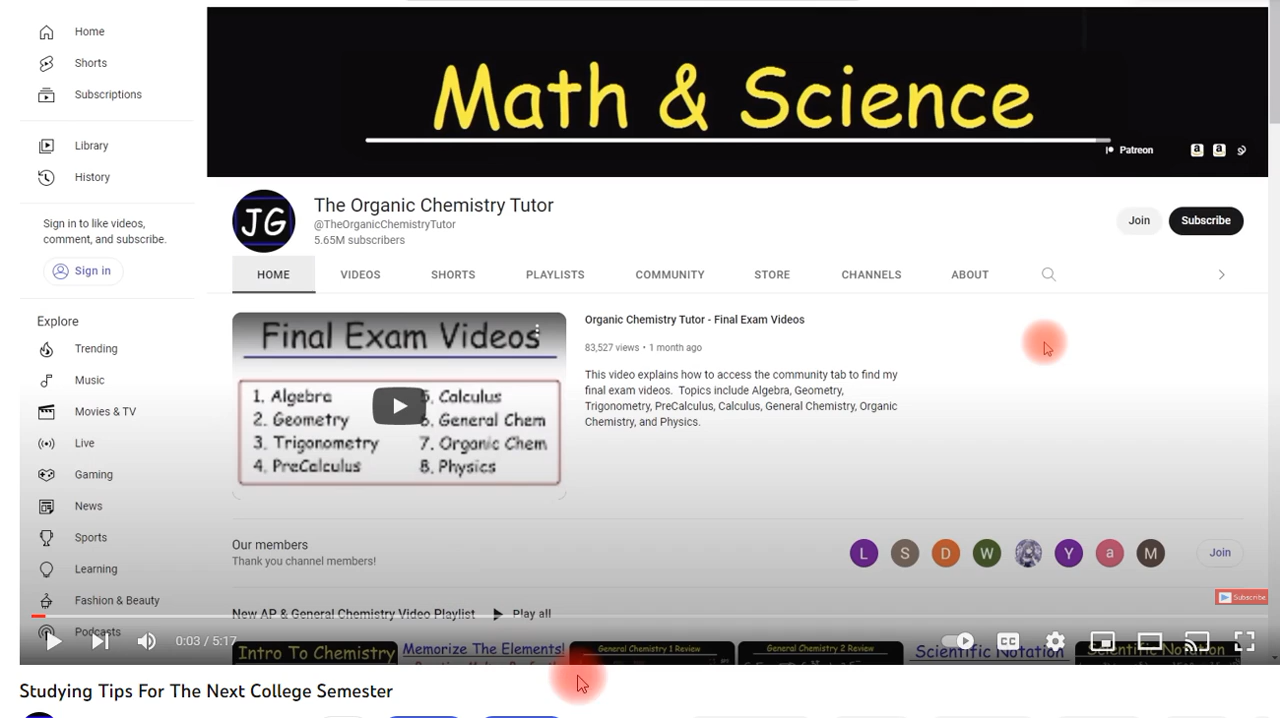 Home
Shorts
Subscriptions
Library
History
Sign in to like videos,
comment, and subscribe.
Sign in
Explore
Trending
Music
Movies & TV
Live
Gaming
News
Sports
Learning
Fashion & Beauty
Podcasts
Math & Science
Patreon
JG
The Organic Chemistry Tutor
@TheOrganicChemistryTutor
5.65M subscribers
Join
Subscribe
HOME
VIDEOS
SHORTS
PLAYLISTS
COMMUNITY
STORE
CHANNELS
ABOUT
Final Exam Videos
1. Algebra
2. Geometry
3. Trigonometry
4. PreCalculus
5. Calculus
6. General Chem
7. Organic Chem
8. Physics
Organic Chemistry Tutor - Final Exam Videos
83,527 views • 1 month ago
This video explains how to access the community tab to find my
final exam videos. Topics include Algebra, Geometry,
Trigonometry, PreCalculus, Calculus, General Chemistry, Organic
Chemistry, and Physics.
Our members
Thank you channel members!
L S D W Y a M
Join
Subscribe
New AP & General Chemistry Video Playlist
Play all
0:03 / 5:17
CC
Intro To Chemistry
Memorize The Elements!
General Chemistry 1 Review
General Chemistry 2 Review
Scientific Notation
Scientific Notation
Studying Tips For The Next College Semester